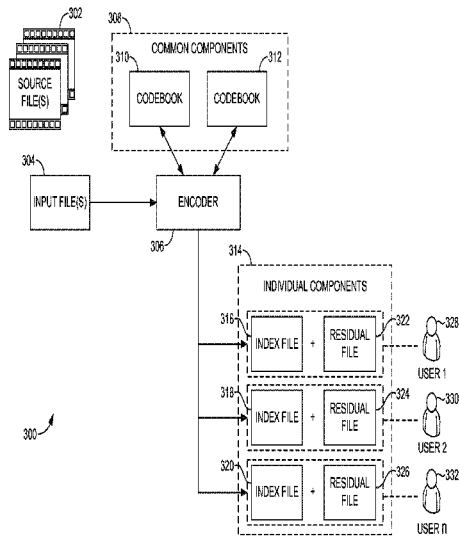 302
SOURCE
FILE(S)
308
COMMON COMPONENTS
310
312
CODEBOOK
CODEBOOK
304
INPUT FILE(S)
ENCODER
306
314
INDIVIDUAL COMPONENTS
316
INDEX FILE
+
RESIDUAL
FILE
322
328
USER 1
318
INDEX FILE
+
RESIDUAL
FILE
324
330
USER 2
320
INDEX FILE
+
RESIDUAL
FILE
326
332
USER n
300